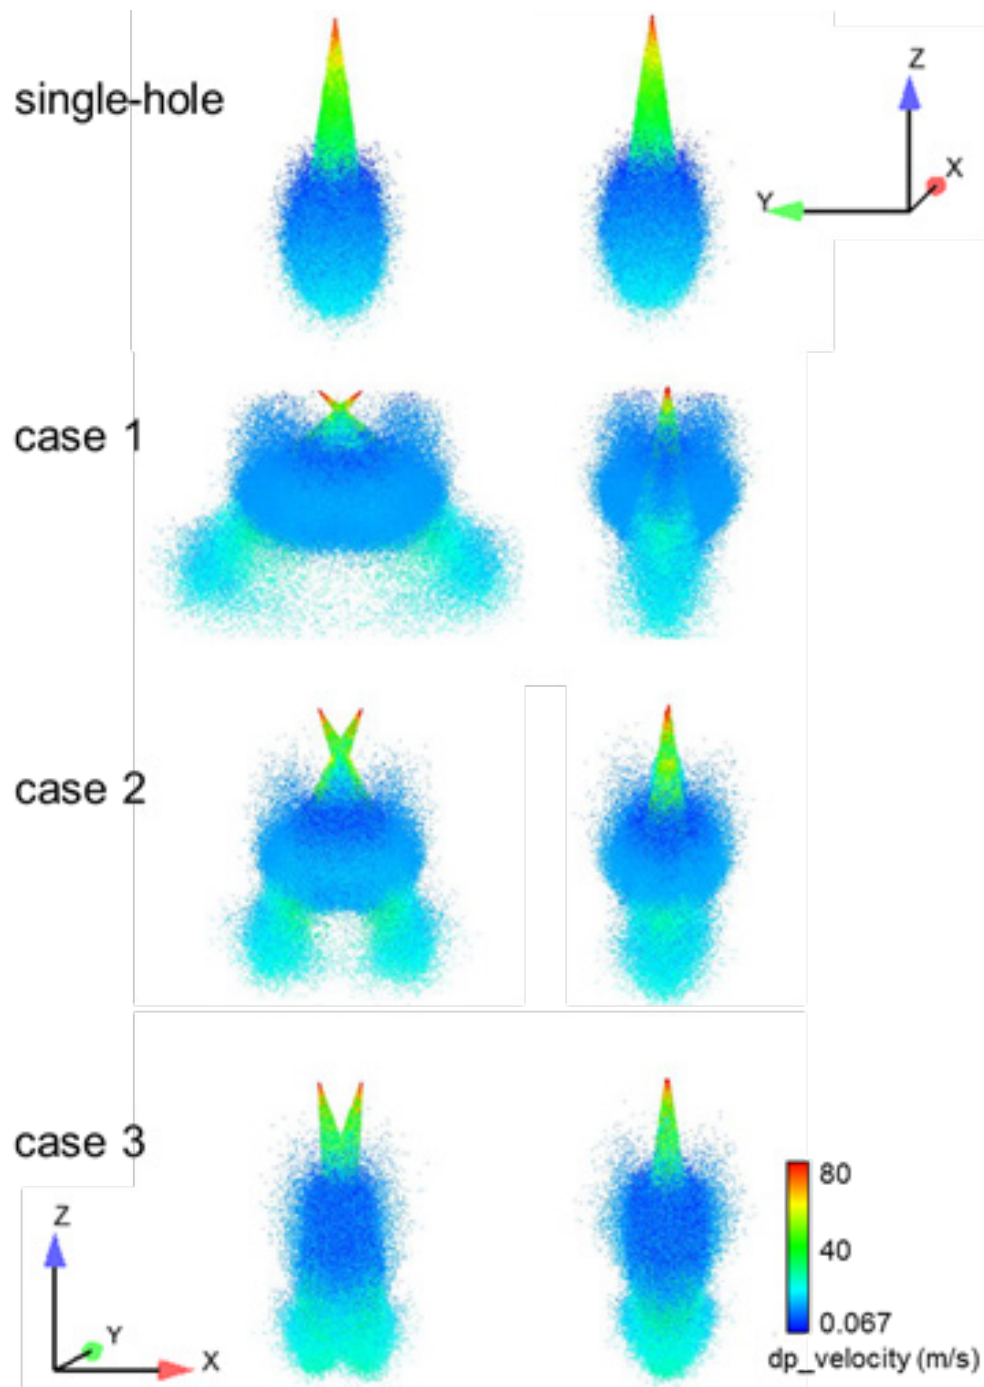 single-hole
Z
X
Y
case 1
case 2
case 3
80
40
0.067
dp_velocity (m/s)
Z
Y
X